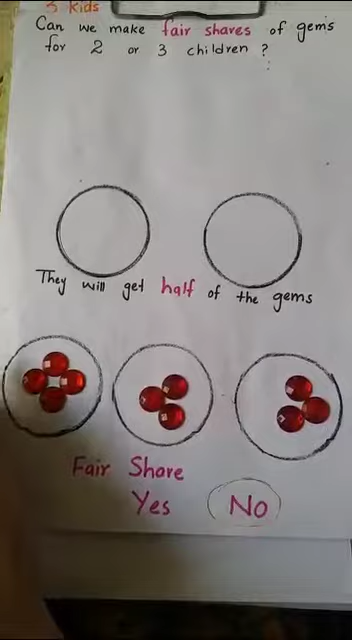 5 kids
Can we make fair shares of gems
for 2 or 3 children ?
They will get half of the gems
Fair Share
Yes No